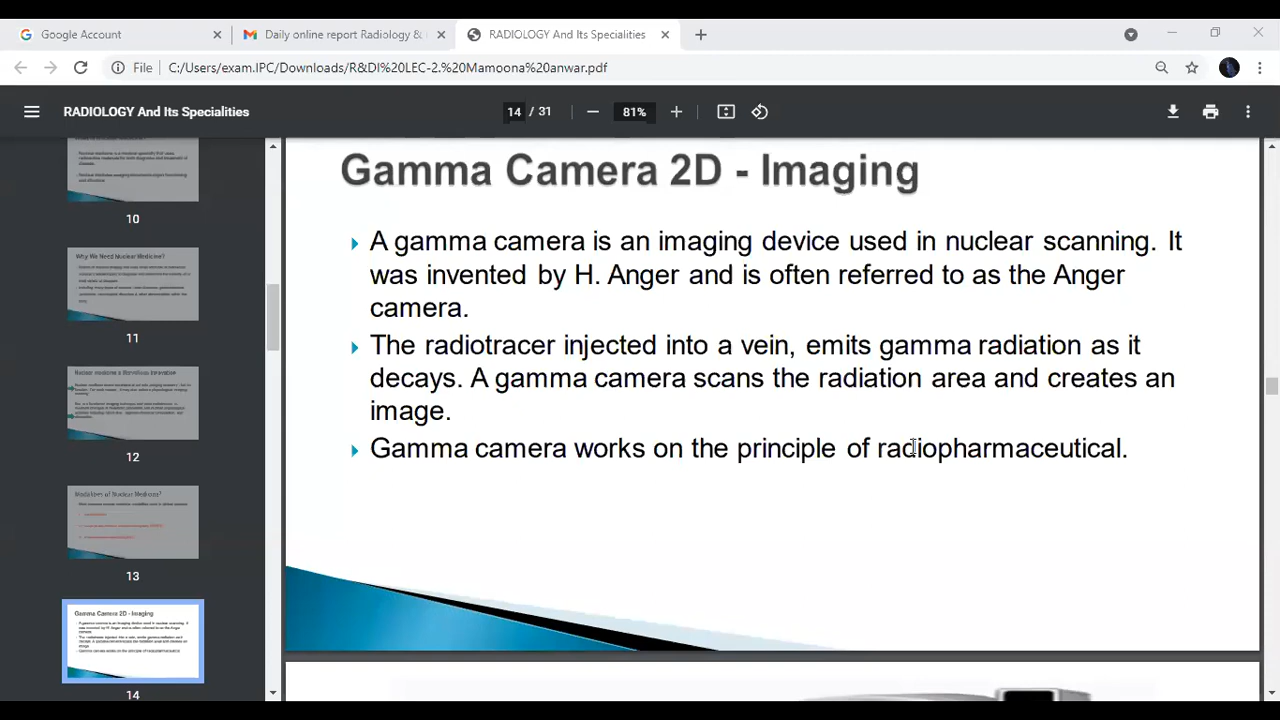 Google Account
Daily online report Radiology &
RADIOLOGY And Its Specialities
File
C:/Users/exam.IPC/Downloads/R&DI%20LEC-2.%20Mamoona%20anwar.pdf
RADIOLOGY And Its Specialities
14 / 31
81%
10
Why We Need Nuclear Medicine?
11
12
13
Gamma Camera 2D - Imaging
14
Gamma Camera 2D - Imaging
A gamma camera is an imaging device used in nuclear scanning. It
was invented by H. Anger and is often referred to as the Anger
camera.
The radiotracer injected into a vein, emits gamma radiation as it
decays. A gamma camera scans the radiation area and creates an
image.
Gamma camera works on the principle of radiopharmaceutical.